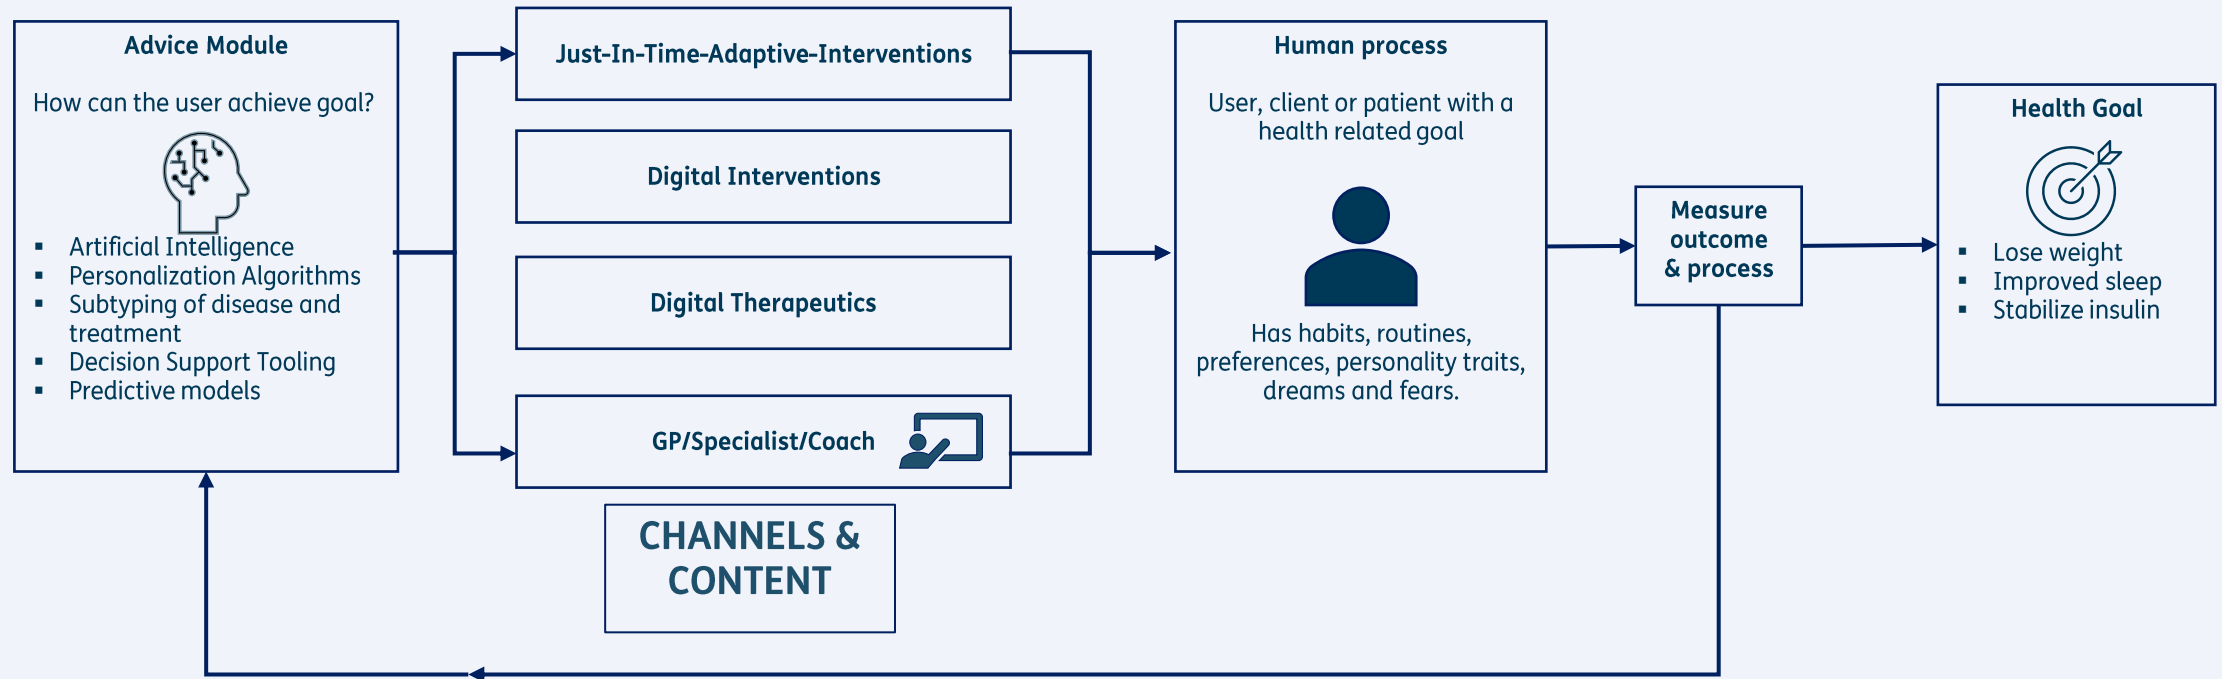 Advice Module
How can the user achieve goal?
▪ Artificial Intelligence
▪ Personalization Algorithms
▪ Subtyping of disease and
treatment
▪ Decision Support Tooling
▪ Predictive models
Just-In-Time-Adaptive-Interventions
Digital Interventions
Digital Therapeutics
GP/Specialist/Coach
CHANNELS &
CONTENT
Human process
User, client or patient with a
health related goal
Has habits, routines,
preferences, personality traits,
dreams and fears.
Measure
outcome
& process
Health Goal
▪ Lose weight
▪ Improved sleep
▪ Stabilize insulin